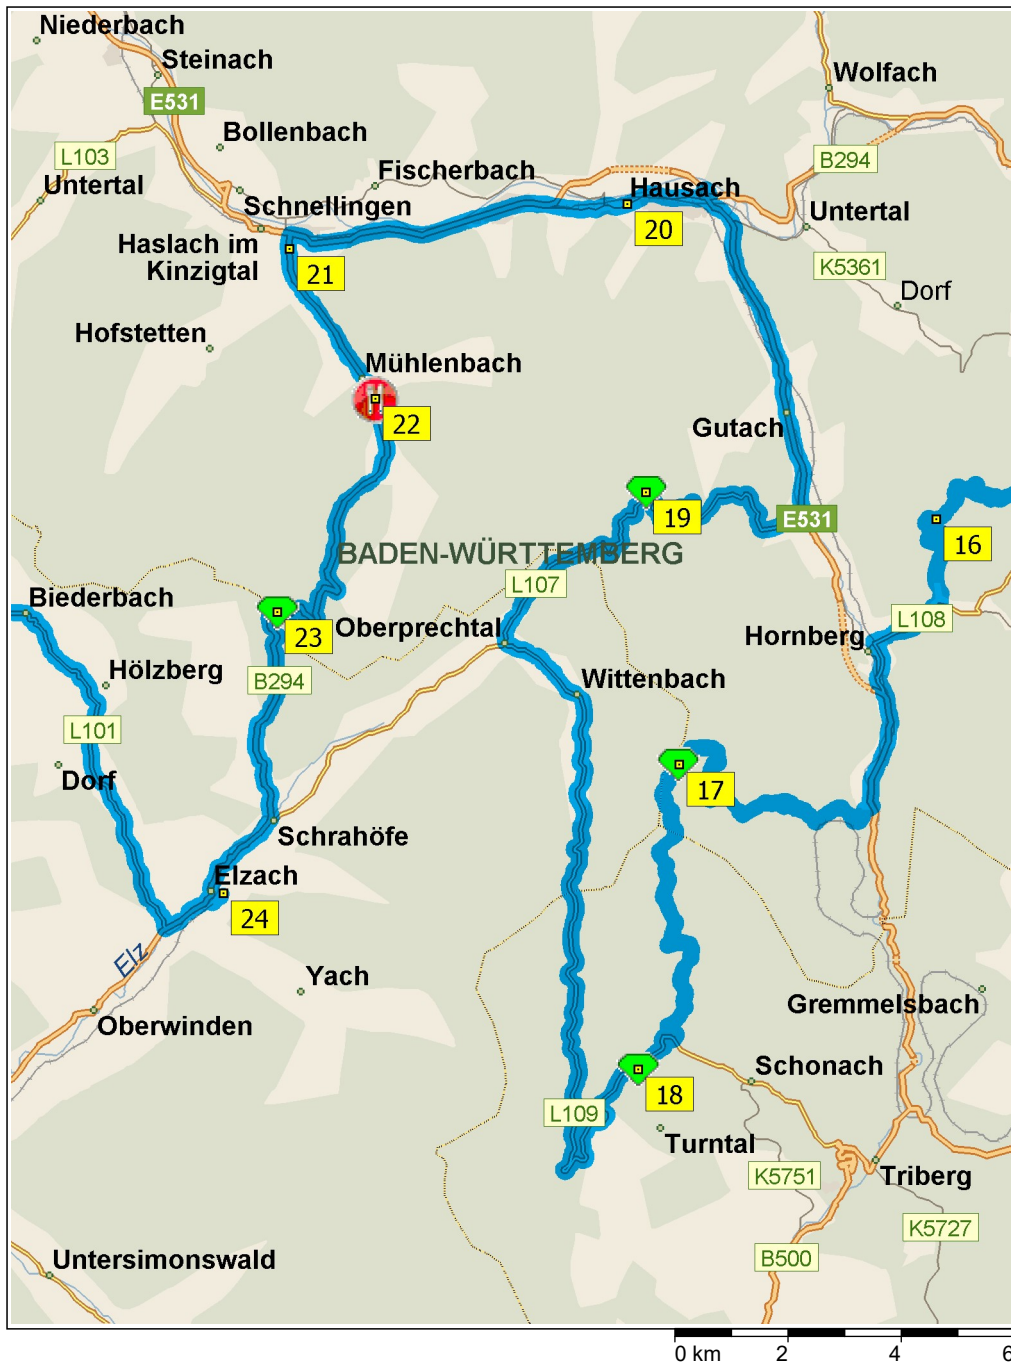 Niederbach
Steinach
E531
Wolfach
Bollenbach
L103
Fischerbach
B294
Untertal
Hausach
Schnellingen
Untertal
20
Haslach im
Kinzigtal
21
K5361
Dorf
Hofstetten
Mühlenbach
22
Gutach
19
E531
16
BADEN-WÜRTTEMBERG
L107
Biederbach
23
Oberprechtal
L108
Hornberg
Hölzberg
B294
Wittenbach
L101
Dorf
17
Schrahöfe
Elzach
24
Elz
Yach
Gremmelsbach
Oberwinden
Schonach
18
L109
Turntal
K5751
Triberg
K5727
Untersimonswald
B500
0 km
2
4
6